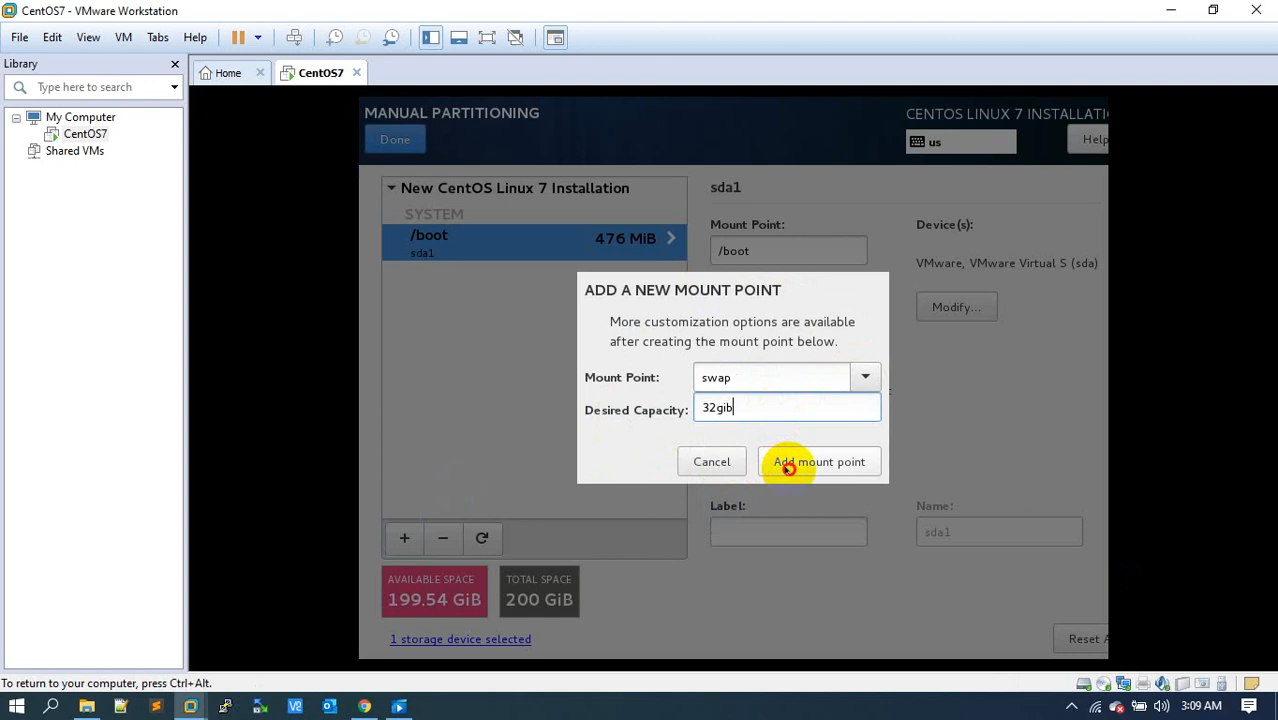 CentOS7 - VMware Workstation
File Edit View VM Tabs Help
Library
Home
CentOS7
Type here to search
My Computer
CentOS7
Shared VMs
MANUAL PARTITIONING
CENTOS LINUX 7 INSTALLATI
Done
us
Help
New CentOS Linux 7 Installation
SYSTEM
/boot
476 MiB
sda1
sda1
Mount Point:
Device(s):
/boot
VMware, VMware Virtual S (sda)
Modify...
ADD A NEW MOUNT POINT
More customization options are available
after creating the mount point below.
Mount Point:
swap
Desired Capacity:
32gib
Cancel
Add mount point
Label:
Name:
sda1
+ −
AVAILABLE SPACE
199.54 GiB
TOTAL SPACE
200 GiB
1 storage device selected
Reset A
To return to your computer, press Ctrl+Alt.
3:09 AM